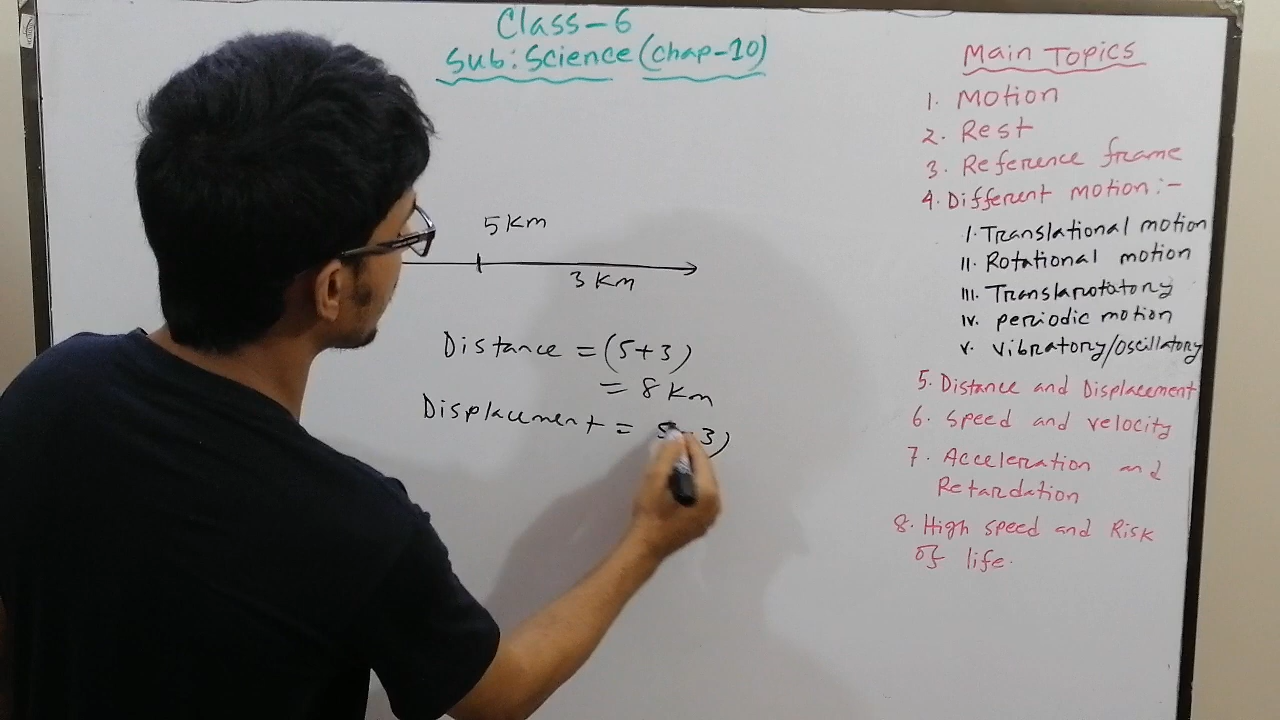 Class-6
Sub: Science (chap-10)
5 Km
3 Km
Distance = (5+3)
= 8 Km
Displacement = 5-3)
Main Topics
1. Motion
2. Rest
3. Reference frame
4. Different motion:-
I. Translational motion
II. Rotational motion
III. Translarotatory
IV. periodic motion
V. vibratory/oscillatory
5. Distance and Displacement
6. Speed and velocity
7. Acceleration and
Retardation
8. High speed and Risk
of life.